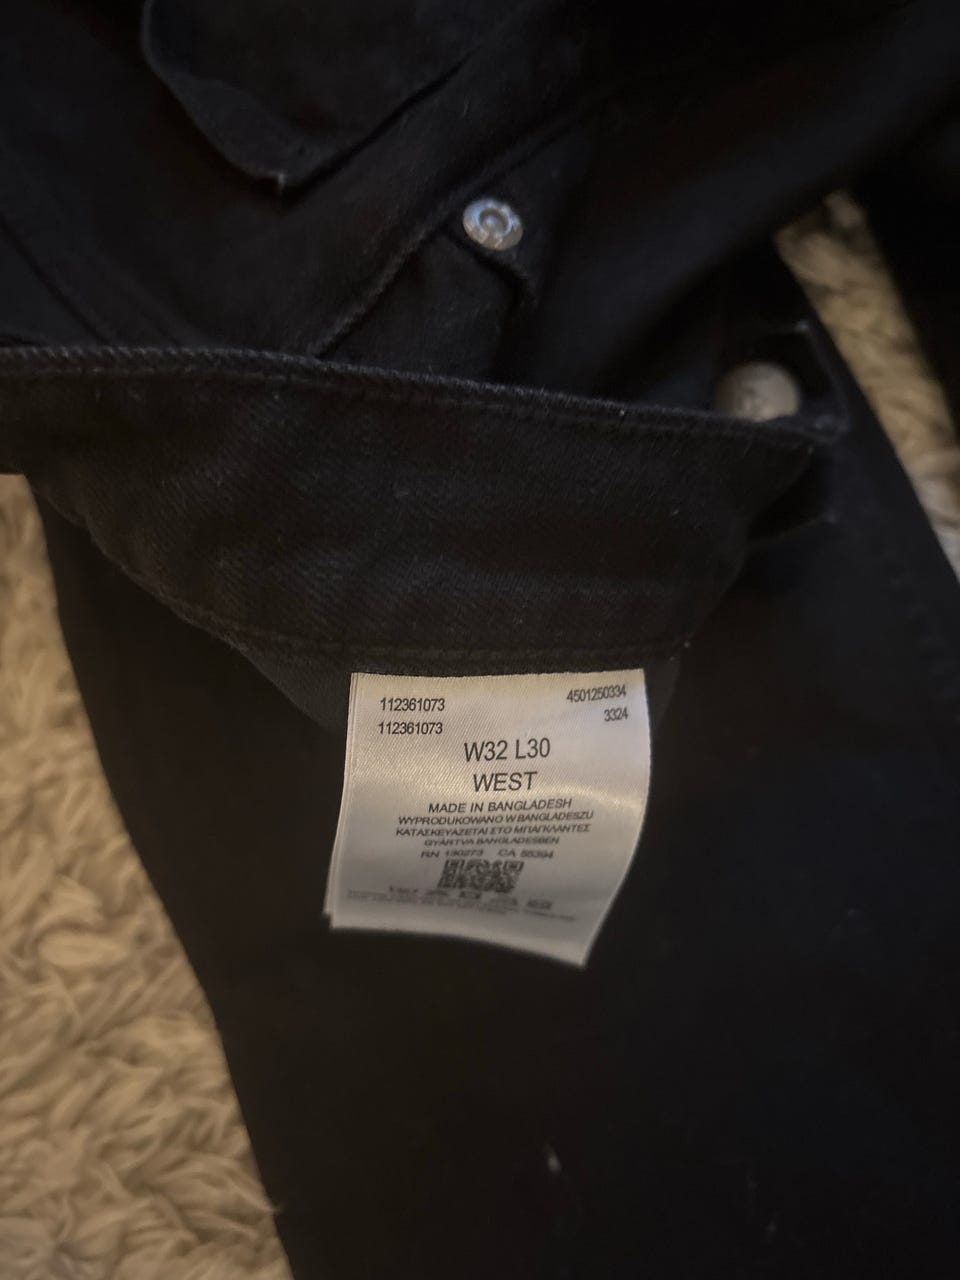 112361073
4501250334
112361073
3324
W32 L30
WEST
MADE IN BANGLADESH
WYPRODUKOWANO W BANGLADESZU
ΚΑΤΑΣΚΕΥΑΖΕΤΑΙ ΣΤΟ ΜΠΑΓΚΛΑΝΤΕΣ
GYÁRTVA BANGLADESBEN
RN 130273 CA 55394